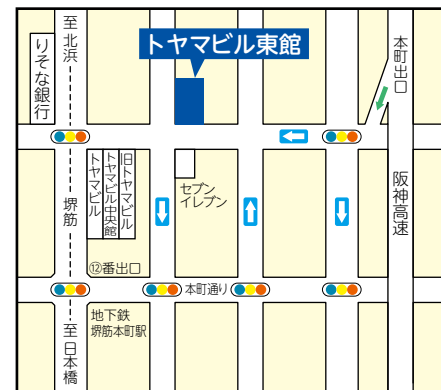 至北浜
りそな銀行
トヤマビル東館
本町出口
堺筋
トヤマビル
トヤマビル中央館
旧トヤマビル
セブン
イレブン
阪神高速
⑫番出口
本町通り
地下鉄
堺筋本町駅
至日本橋